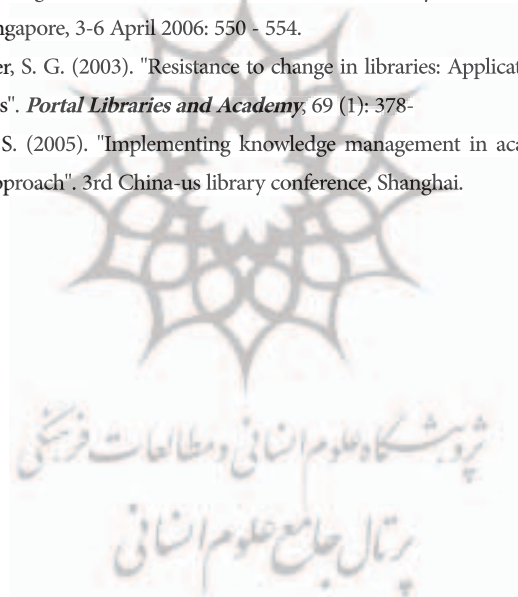 ngapore, 3-6 April 2006: 550 - 554.
er, S. G. (2003). "Resistance to change in libraries: Applicat
s". Portal Libraries and Academy, 69 (1): 378-
S. (2005). "Implementing knowledge management in aca
pproach". 3rd China-us library conference, Shanghai.
پژوهشگاه علوم انسانی و مطالعات فرهنگی
پرتال جامع علوم انسانی